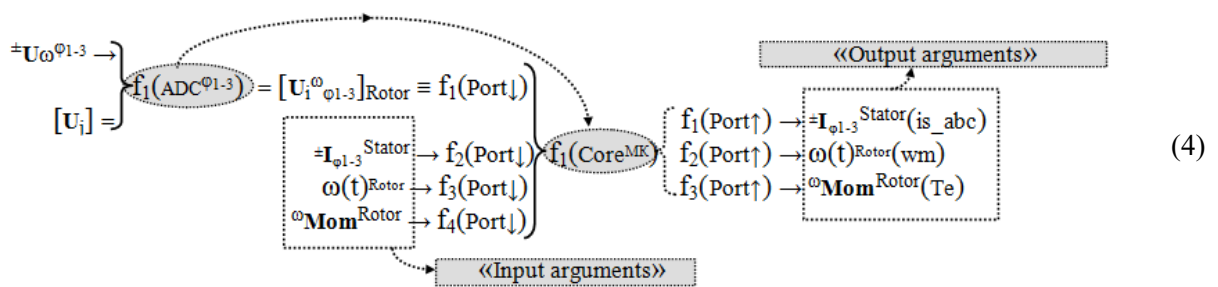 «Output arguments»
±Uω^φ1-3 →
f₁(ADC^φ1-3) = [Uᵢ^ω_φ1-3]_Rotor ≡ f₁(Port↓)
[Uᵢ] =
±I_φ1-3^Stator → f₂(Port↓)
ω(t)^Rotor → f₃(Port↓)
^ωMom^Rotor → f₄(Port↓)
f₁(Core^MK)
f₁(Port↑) → ±I_φ1-3^Stator(is_abc)
f₂(Port↑) → ω(t)^Rotor(wm)
f₃(Port↑) → ^ωMom^Rotor(Te)
(4)
«Input arguments»